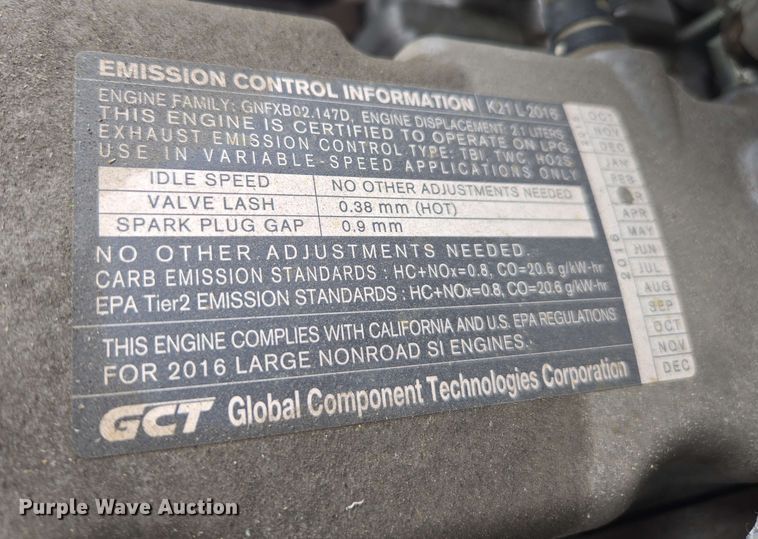 EMISSION CONTROL INFORMATION K21 L 2016
ENGINE FAMILY: GNFXB02.147D, ENGINE DISPLACEMENT 2.1 LITERS
THIS ENGINE IS CERTIFIED TO OPERATE ON LPG.
EXHAUST EMISSION CONTROL TYPE: TBI, TWC, HO2S
USE IN VARIABLE-SPEED APPLICATIONS ONLY
IDLE SPEED NO OTHER ADJUSTMENTS NEEDED
VALVE LASH 0.38 mm (HOT)
SPARK PLUG GAP 0.9 mm
NO OTHER ADJUSTMENTS NEEDED.
CARB EMISSION STANDARDS : HC+NOx=0.8, CO=20.6 g/kW-hr
EPA Tier2 EMISSION STANDARDS : HC+NOx=0.8, CO=20.6 g/kW-hr
THIS ENGINE COMPLIES WITH CALIFORNIA AND U.S. EPA REGULATIONS
FOR 2016 LARGE NONROAD SI ENGINES.
GCT Global Component Technologies Corporation
OCT
NOV
DEC
2016
JAN
FEB
APR
MAY
JUN
JUL
AUG
SEP
OCT
NOV
DEC
Purple Wave Auction